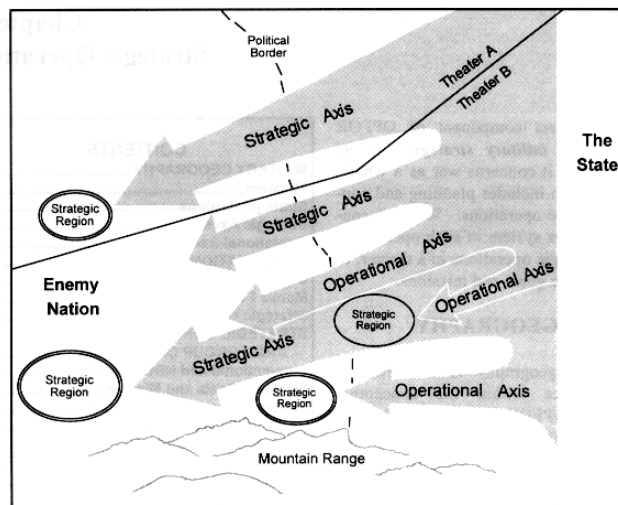 Political
Border
Theater A
Theater B
Strategic Axis
The
State
Strategic
Region
Strategic Axis
Enemy
Nation
Operational Axis
Operational Axis
Strategic
Region
Strategic Axis
Strategic
Region
Strategic
Region
Operational Axis
Mountain Range